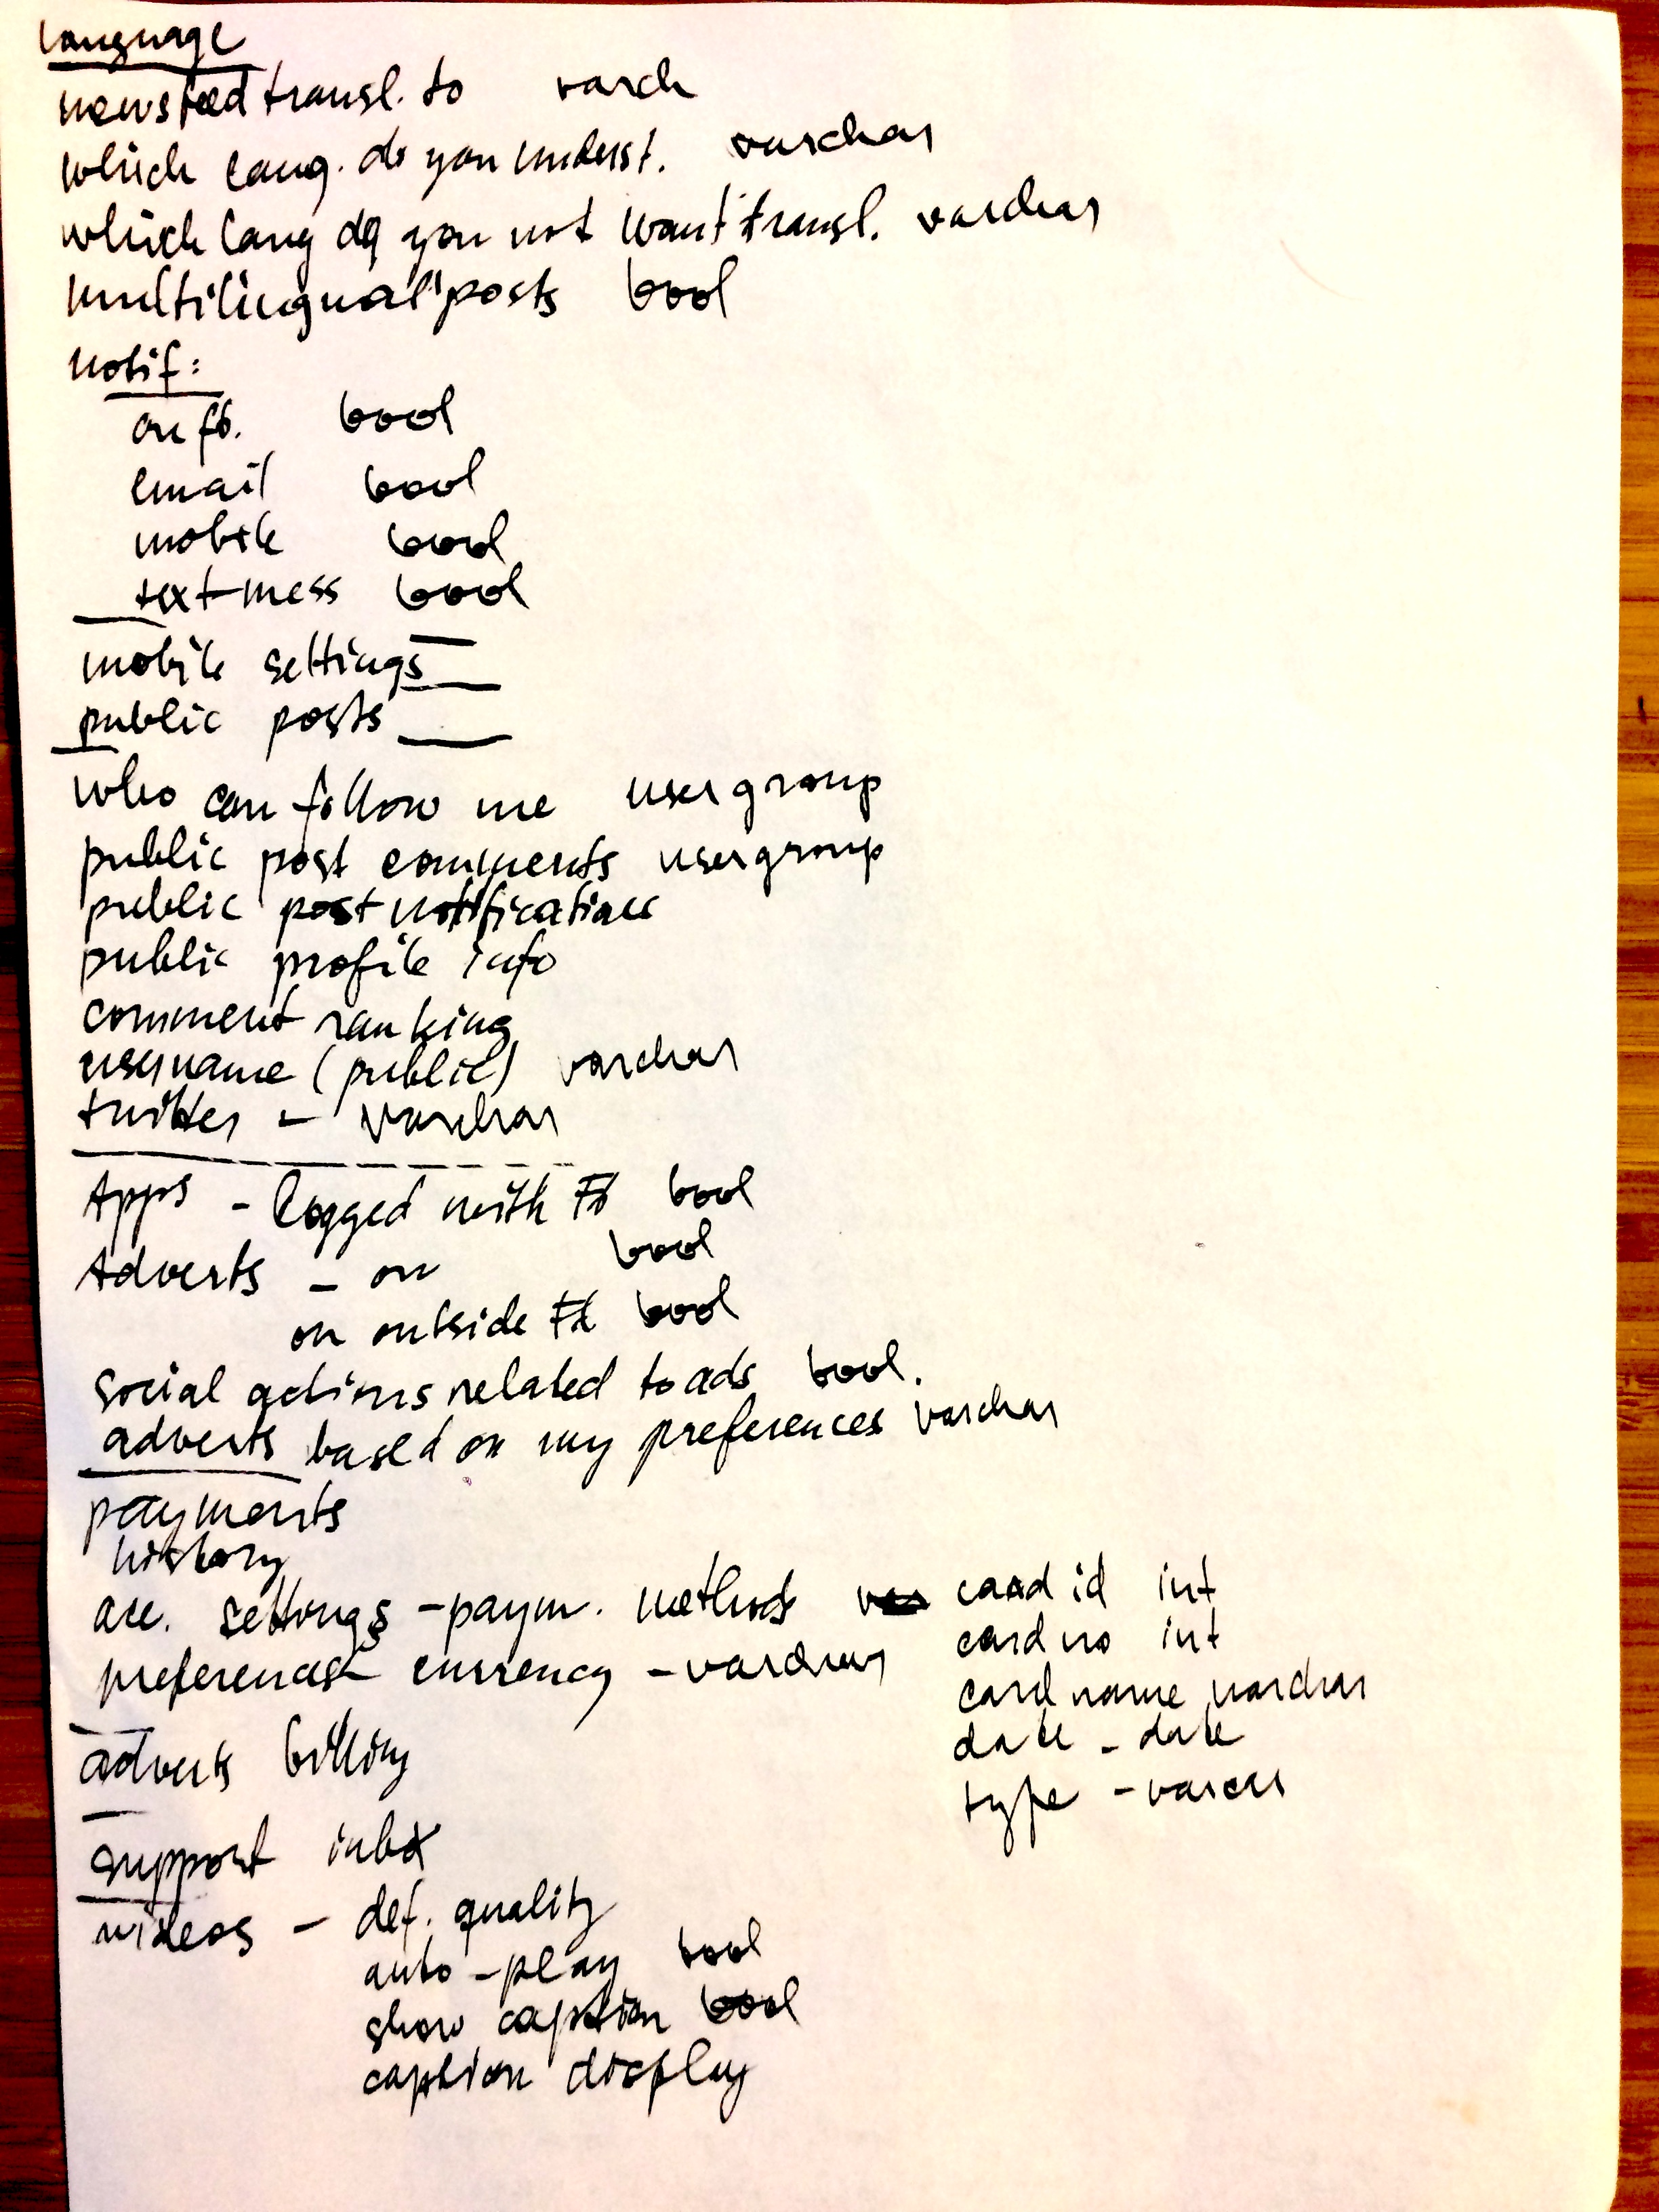 language
newsfeed transl. to varch
which lang. do you underst. varchar
which lang do you not want transl. varchar
multilingual posts bool
notif:
on fb. bool
email bool
mobile bool
text mess bool
mobile settings
public posts
who can follow me usergroup
public post comments usergroup
public post notifications
public profile info
comment ranking
username (public) varchar
twitter - varchar
Apps - logged with Fb bool
Adverts - on bool
on outside Fb bool
social actions related to ads bool.
adverts based on my preferences varchar
payments
history
acc. settings - paym. methods card id int
card no int
preferences currency - varchar
card name varchar
date - date
adverts billing
type - varchar
support inbox
videos - def. quality
auto-play bool
show caption bool
caption display